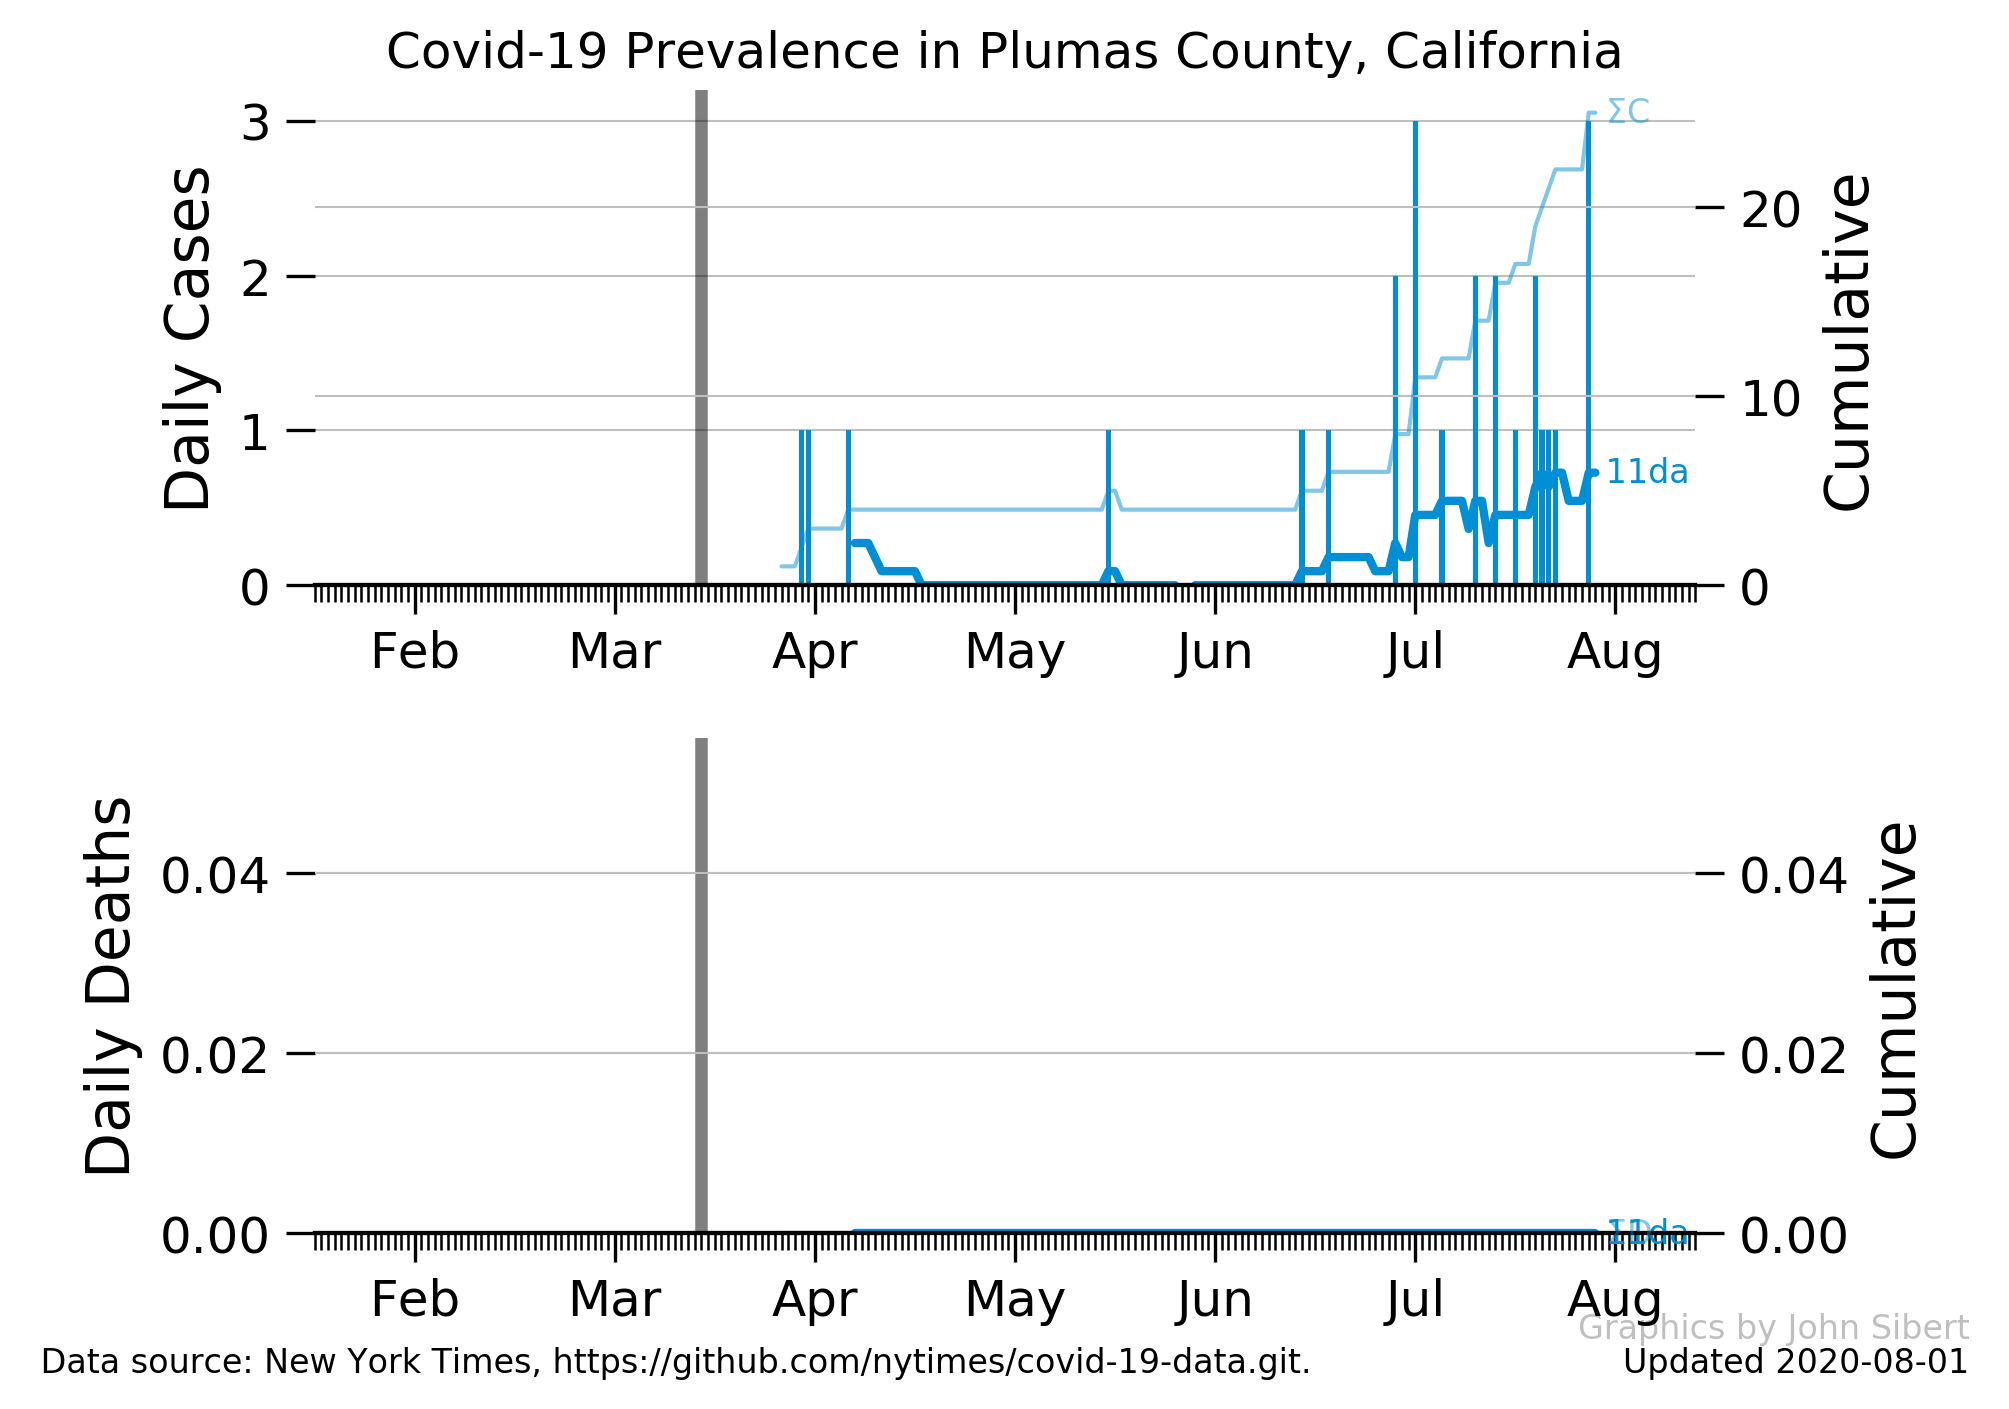 Covid-19 Prevalence in Plumas County, California
Daily Cases
3
2
1
0
ΣC
11da
20
10
0
Cumulative
Feb Mar Apr May Jun Jul Aug
Daily Deaths
0.04
0.02
0.00
11da
0.04
0.02
0.00
Cumulative
Feb Mar Apr May Jun Jul Aug
Graphics by John Sibert
Data source: New York Times, https://github.com/nytimes/covid-19-data.git.
Updated 2020-08-01